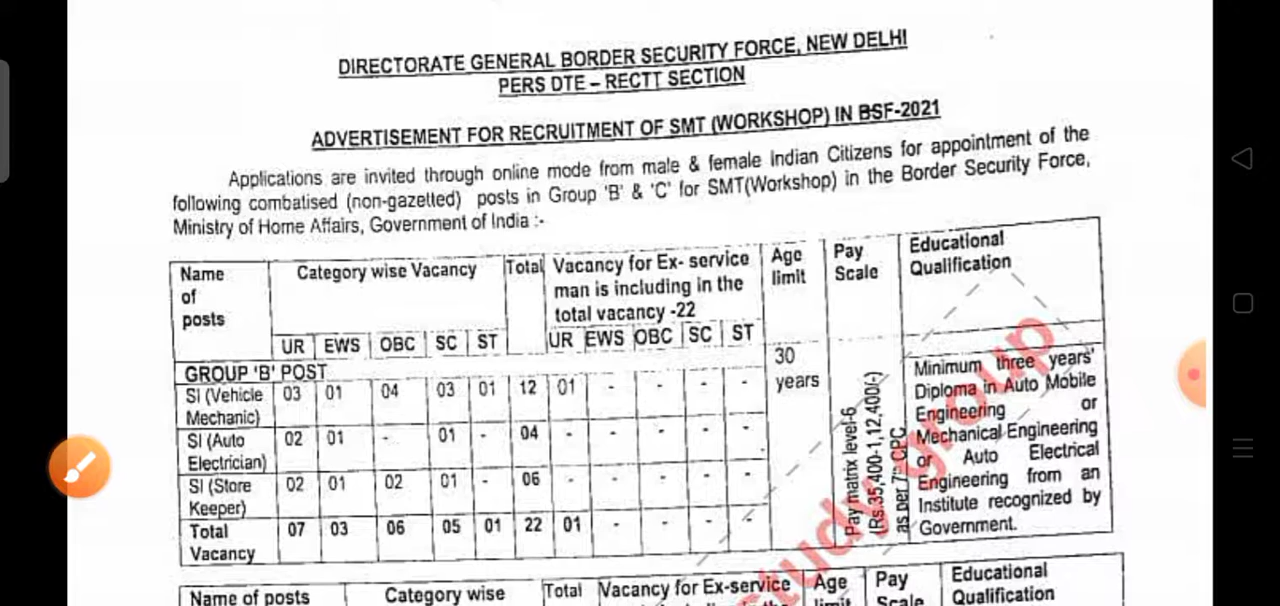 DIRECTORATE GENERAL BORDER SECURITY FORCE, NEW DELHI
PERS DTE – RECTT SECTION
ADVERTISEMENT FOR RECRUITMENT OF SMT (WORKSHOP) IN BSF-2021
Applications are invited through online mode from male & female Indian Citizens for appointment of the
following combatised (non-gazetted) posts in Group 'B' & 'C' for SMT(Workshop) in the Border Security Force,
Ministry of Home Affairs, Government of India :-
Name of posts Category wise Vacancy Total Vacancy for Ex- service man is including in the total vacancy -22 Age limit Pay Scale Educational Qualification
UR EWS OBC SC ST UR EWS OBC SC ST
GROUP 'B' POST
SI (Vehicle Mechanic) 03 01 04 03 01 12 01 - - - -
SI (Auto Electrician) 02 01 - 01 - 04 - - - - -
SI (Store Keeper) 02 01 02 01 - 06 - - - - -
Total Vacancy 07 03 06 05 01 22 01 - - - -
30
years
Pay matrix level-6
(Rs.35,400-1,12,400/-)
as per 7th CPC
Minimum three years'
Diploma in Auto Mobile
Engineering or
Mechanical Engineering
or Auto Electrical
Engineering from an
Institute recognized by
Government.
study group
Name of posts Category wise Total Vacancy for Ex-service Age limit Pay Scale Educational Qualification